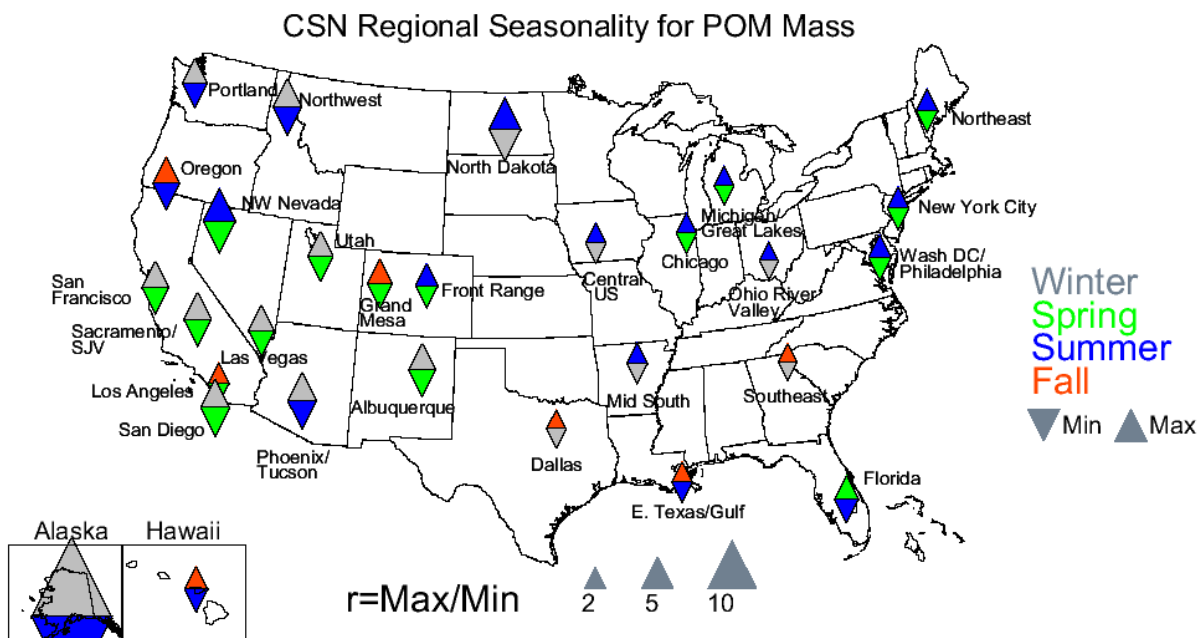 CSN Regional Seasonality for POM Mass
Portland
Northwest
North Dakota
Northeast
Oregon
NW Nevada
Michigan/
Great Lakes
New York City
Utah
Chicago
Wash DC/
Philadelphia
San
Francisco
Grand
Mesa
Front Range
Central
US
Ohio River
Valley
Sacramento/
SJV
Las Vegas
Los Angeles
Albuquerque
Mid South
Southeast
San Diego
Phoenix/
Tucson
Dallas
E. Texas/Gulf
Florida
Winter
Spring
Summer
Fall
Min Max
Alaska
Hawaii
r=Max/Min
2 5 10